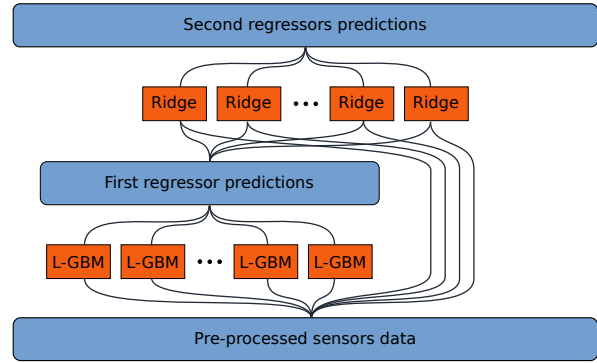 Second regressors predictions
Ridge Ridge ••• Ridge Ridge
First regressor predictions
L-GBM L-GBM ••• L-GBM L-GBM
Pre-processed sensors data